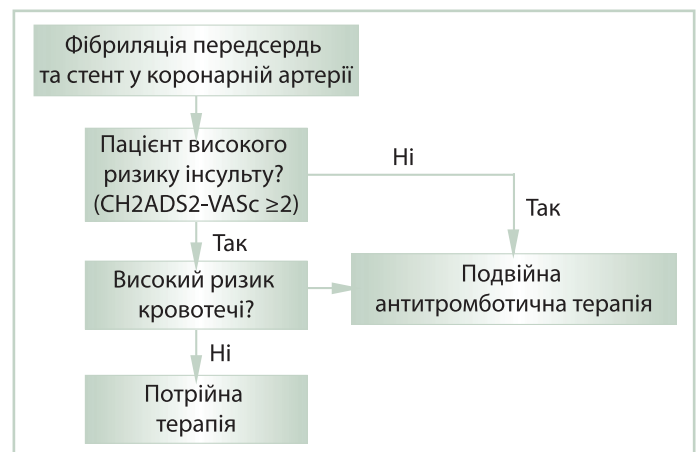 Фібриляція передсердь
та стент у коронарній артерії
Пацієнт високого
ризику інсульту?
(CH2ADS2-VASc ≥2)
Ні
Так
Так
Високий ризик
кровотечі?
Подвійна
антитромботична терапія
Ні
Потрійна
терапія